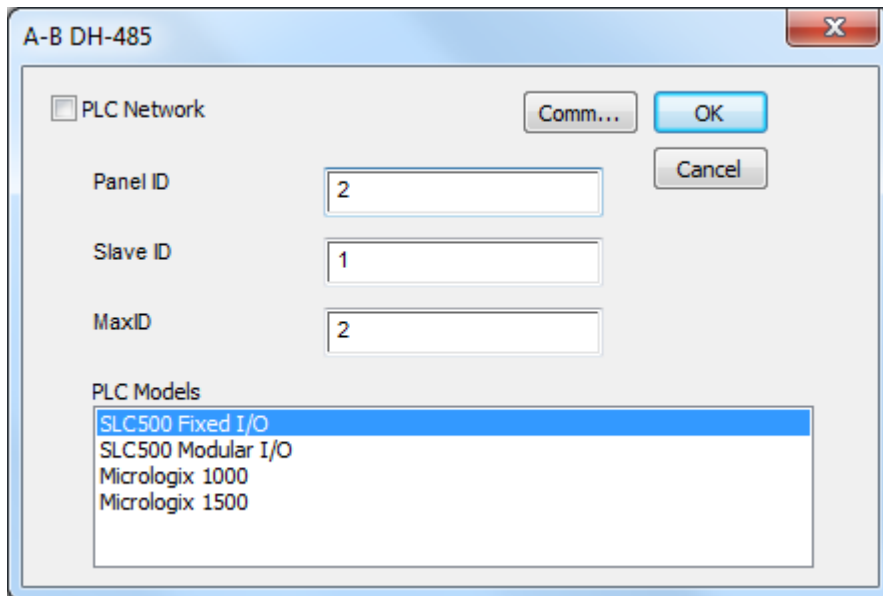 A-B DH-485
PLC Network
Comm...
OK
Cancel
Panel ID
2
Slave ID
1
MaxID
2
PLC Models
SLC500 Fixed I/O
SLC500 Modular I/O
Micrologix 1000
Micrologix 1500